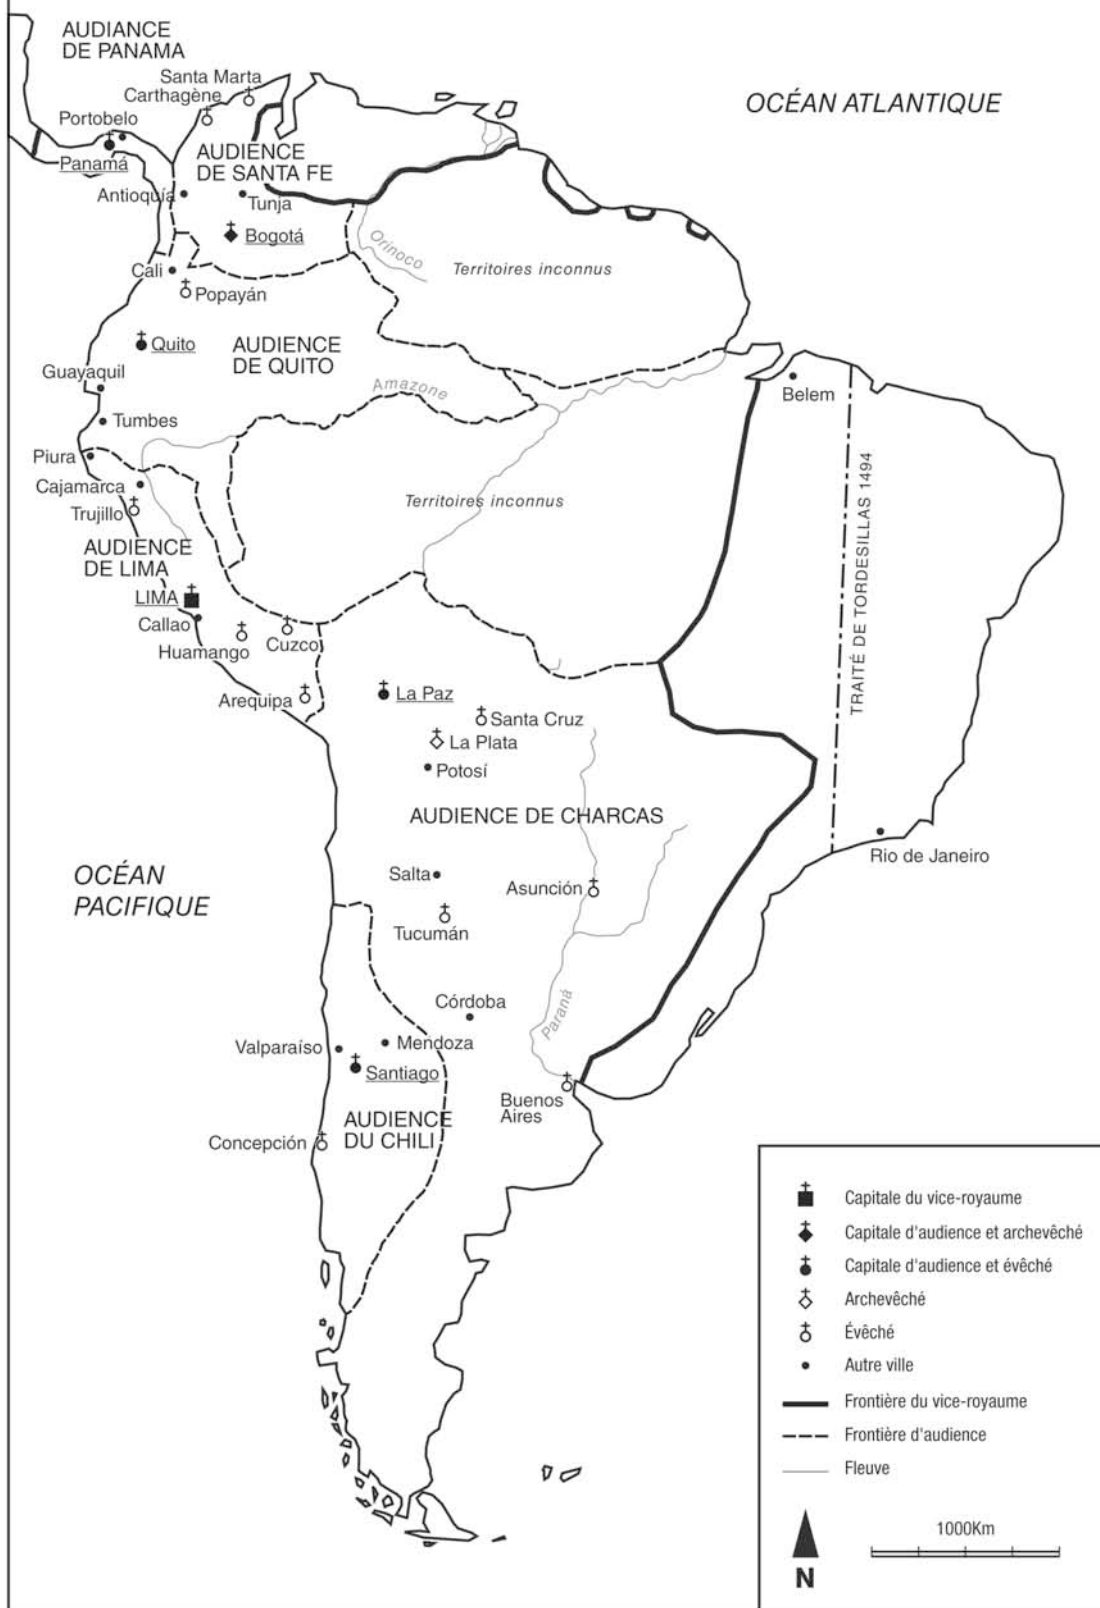 AUDIANCE
DE PANAMA
Santa Marta
Carthagène
OCÉAN ATLANTIQUE
Portobelo
Panamá
AUDIENCE
DE SANTA FE
Antioquía
Tunja
Bogotá
Orinoco
Territoires inconnus
Cali
Popayán
Quito
AUDIENCE
DE QUITO
Guayaquil
Amazone
Belem
Tumbes
Piura
Cajamarca
Trujillo
Territoires inconnus
TRAITÉ DE TORDESILLAS 1494
AUDIENCE
DE LIMA
LIMA
Callao
Huamango
Cuzco
Arequipa
La Paz
Santa Cruz
La Plata
Potosí
AUDIENCE DE CHARCAS
Rio de Janeiro
OCÉAN
PACIFIQUE
Salta
Asunción
Tucumán
Paraná
Córdoba
Valparaíso
Mendoza
Santiago
Buenos
Aires
AUDIENCE
DU CHILI
Concepción
Capitale du vice-royaume
Capitale d'audience et archevêché
Capitale d'audience et évêché
Archevêché
Évêché
Autre ville
Frontière du vice-royaume
Frontière d'audience
Fleuve
1000Km
N